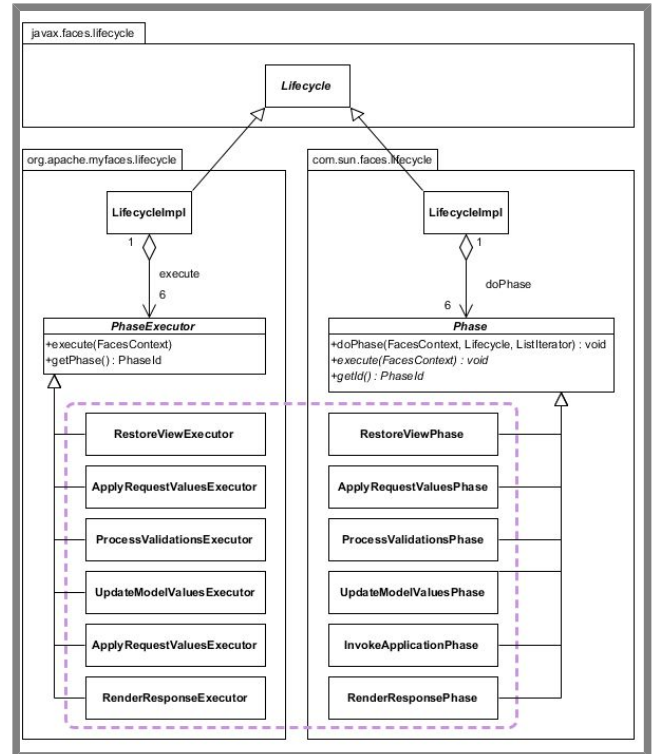 javax.faces.lifecycle
Lifecycle
org.apache.myfaces.lifecycle
LifecycleImpl
1
execute
6
PhaseExecutor
+execute(FacesContext)
+getPhase() : PhaseId
RestoreViewExecutor
ApplyRequestValuesExecutor
ProcessValidationsExecutor
UpdateModelValuesExecutor
ApplyRequestValuesExecutor
RenderResponseExecutor
com.sun.faces.lifecycle
LifecycleImpl
1
doPhase
6
Phase
+doPhase(FacesContext, Lifecycle, ListIterator) : void
+execute(FacesContext) : void
+getId() : PhaseId
RestoreViewPhase
ApplyRequestValuesPhase
ProcessValidationsPhase
UpdateModelValuesPhase
InvokeApplicationPhase
RenderResponsePhase